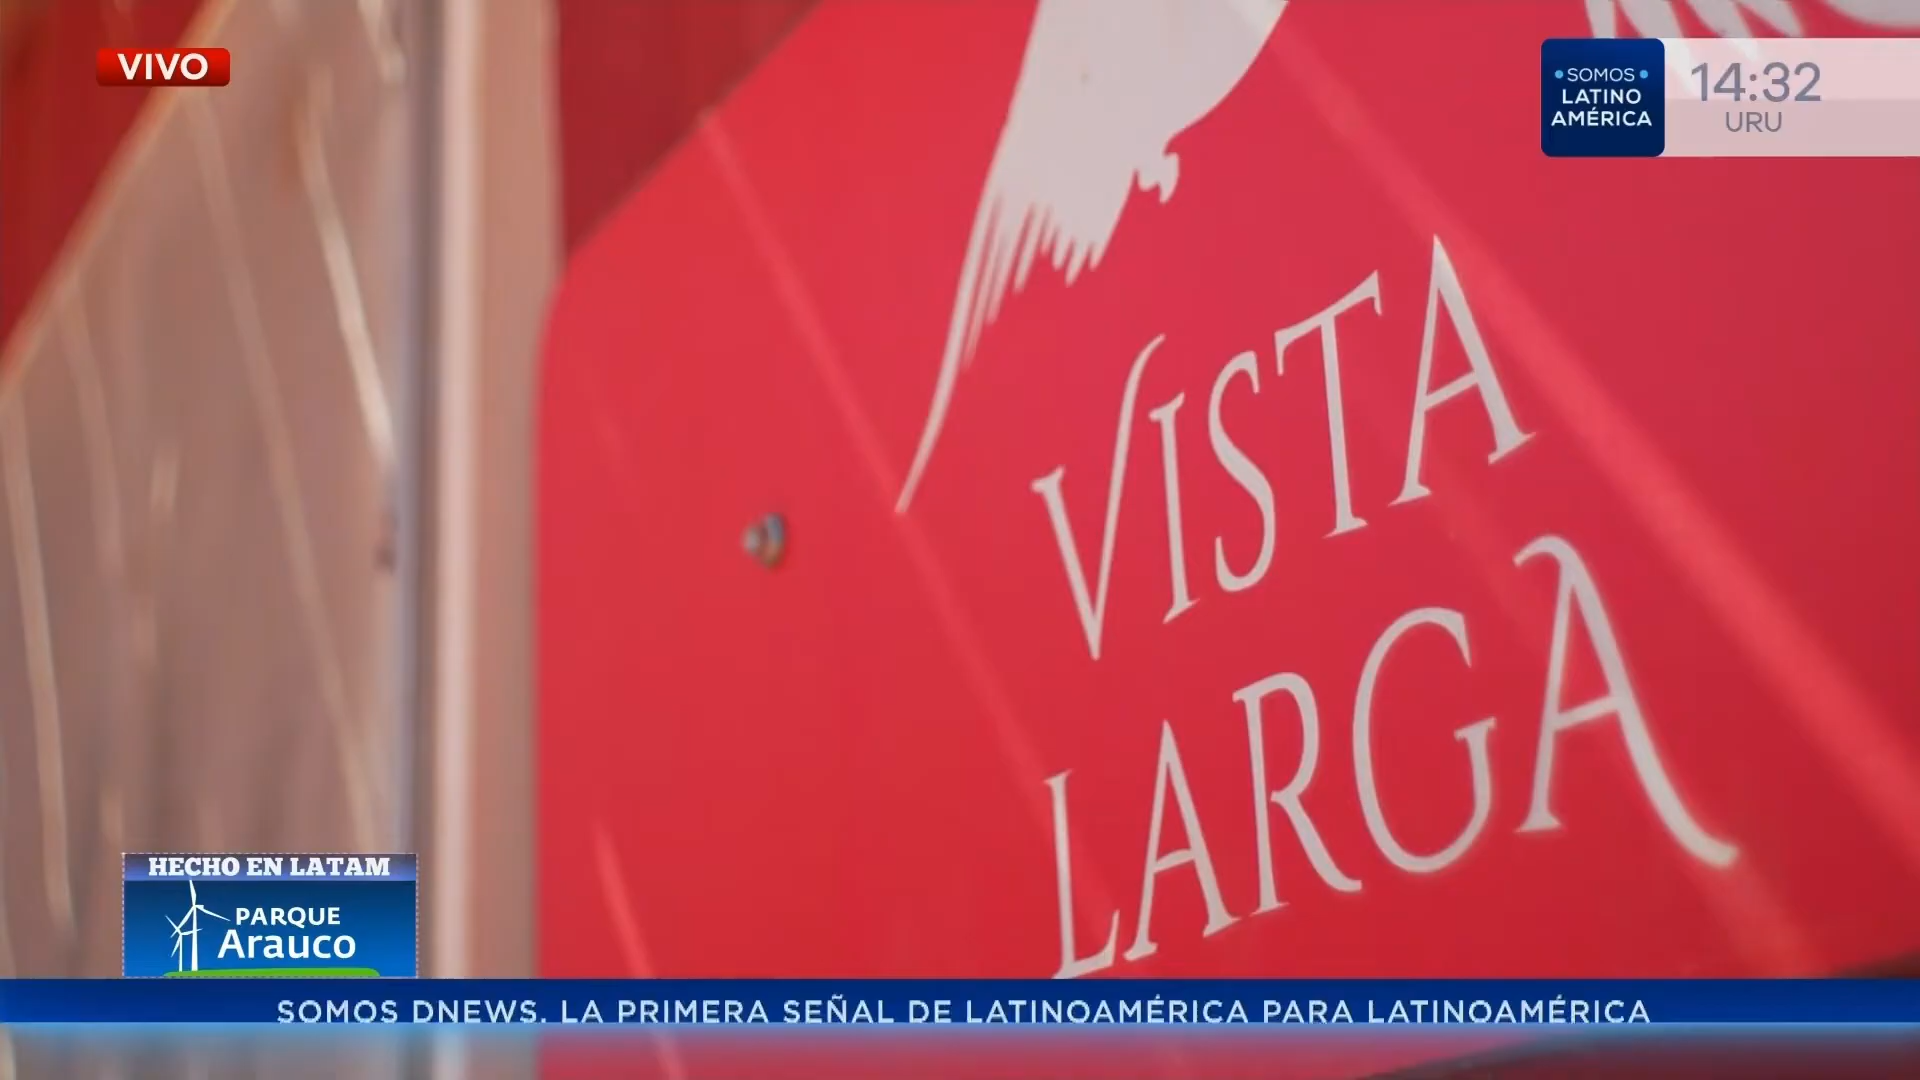 VIVO
SOMOS
LATINO
AMÉRICA
14:32
URU
VISTA
LARGA
HECHO EN LATAM
PARQUE
Arauco
SOMOS DNEWS. LA PRIMERA SEÑAL DE LATINOAMÉRICA PARA LATINOAMÉRICA